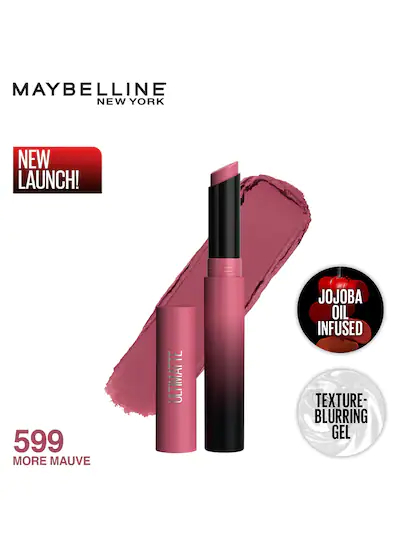 MAYBELLINE
NEW YORK
NEW
LAUNCH!
JOJOBA
OIL
INFUSED
ULTIMATTE
TEXTURE-
BLURRING
GEL
599
MORE MAUVE